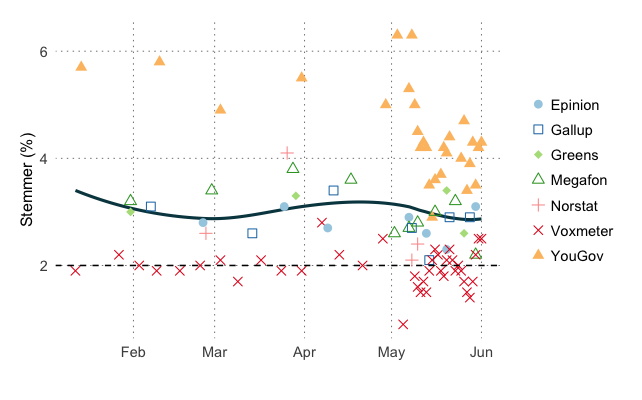 Stemmer (%)
6
4
2
Feb Mar Apr May Jun
Epinion
Gallup
Greens
Megafon
Norstat
Voxmeter
YouGov